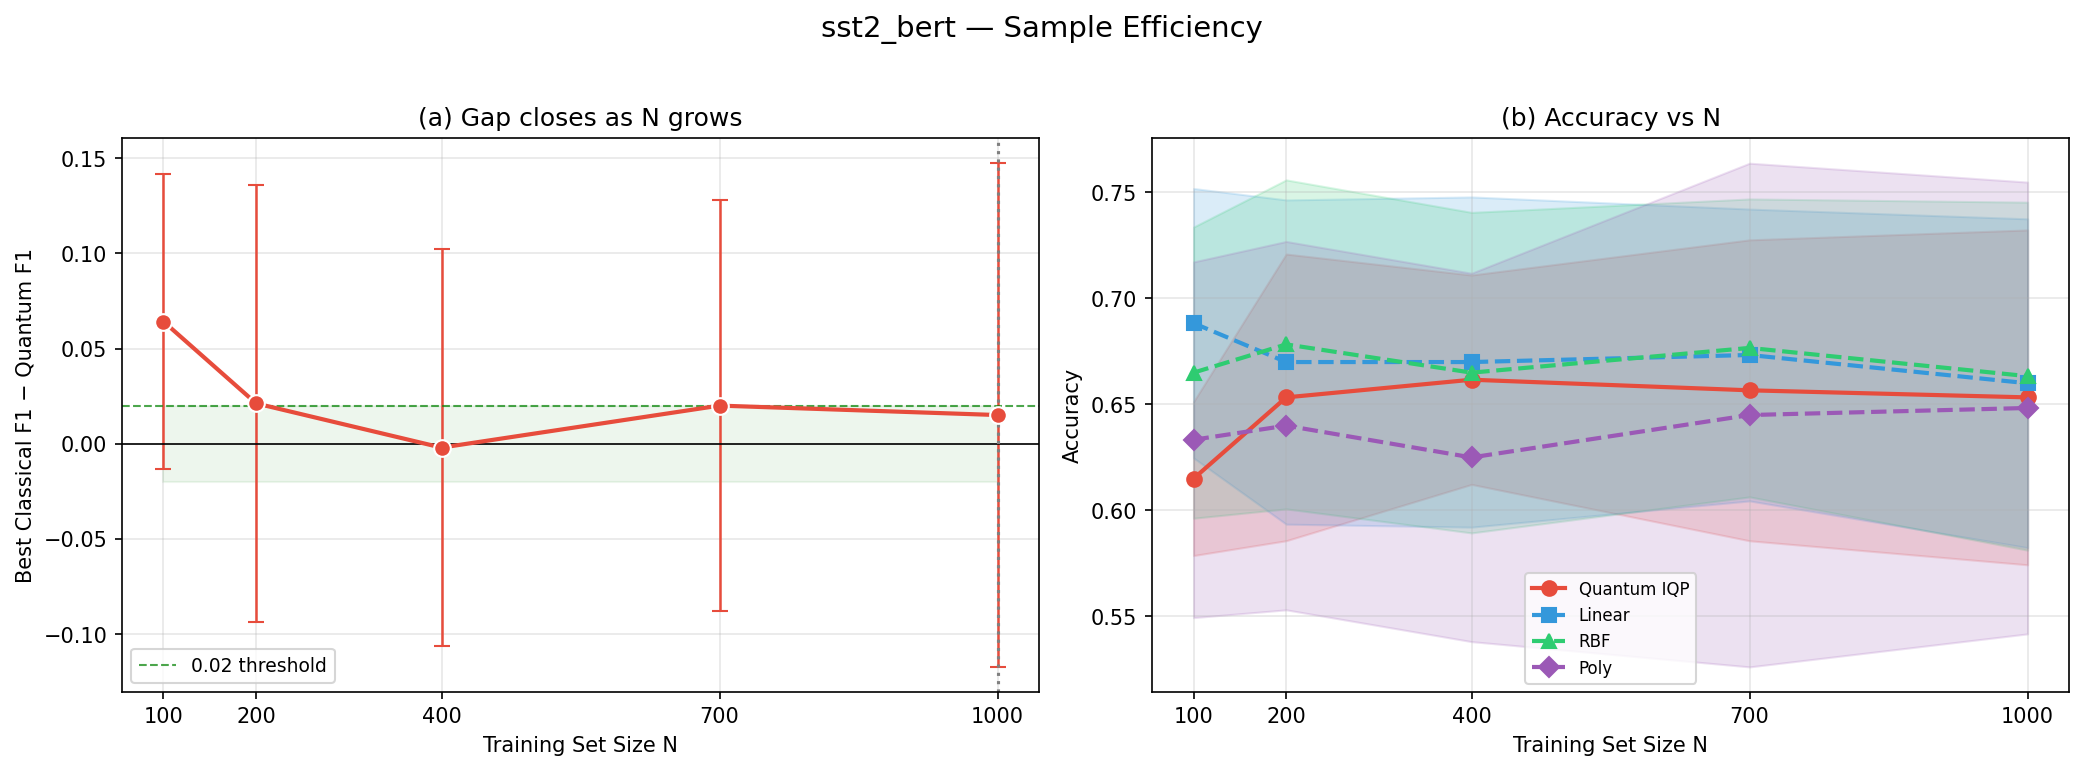 sst2_bert — Sample Efficiency
(a) Gap closes as N grows
Best Classical F1 − Quantum F1
0.15
0.10
0.05
0.00
−0.05
−0.10
0.02 threshold
100 200 400 700 1000
Training Set Size N
(b) Accuracy vs N
Accuracy
0.75
0.70
0.65
0.60
0.55
Quantum IQP
Linear
RBF
Poly
100 200 400 700 1000
Training Set Size N